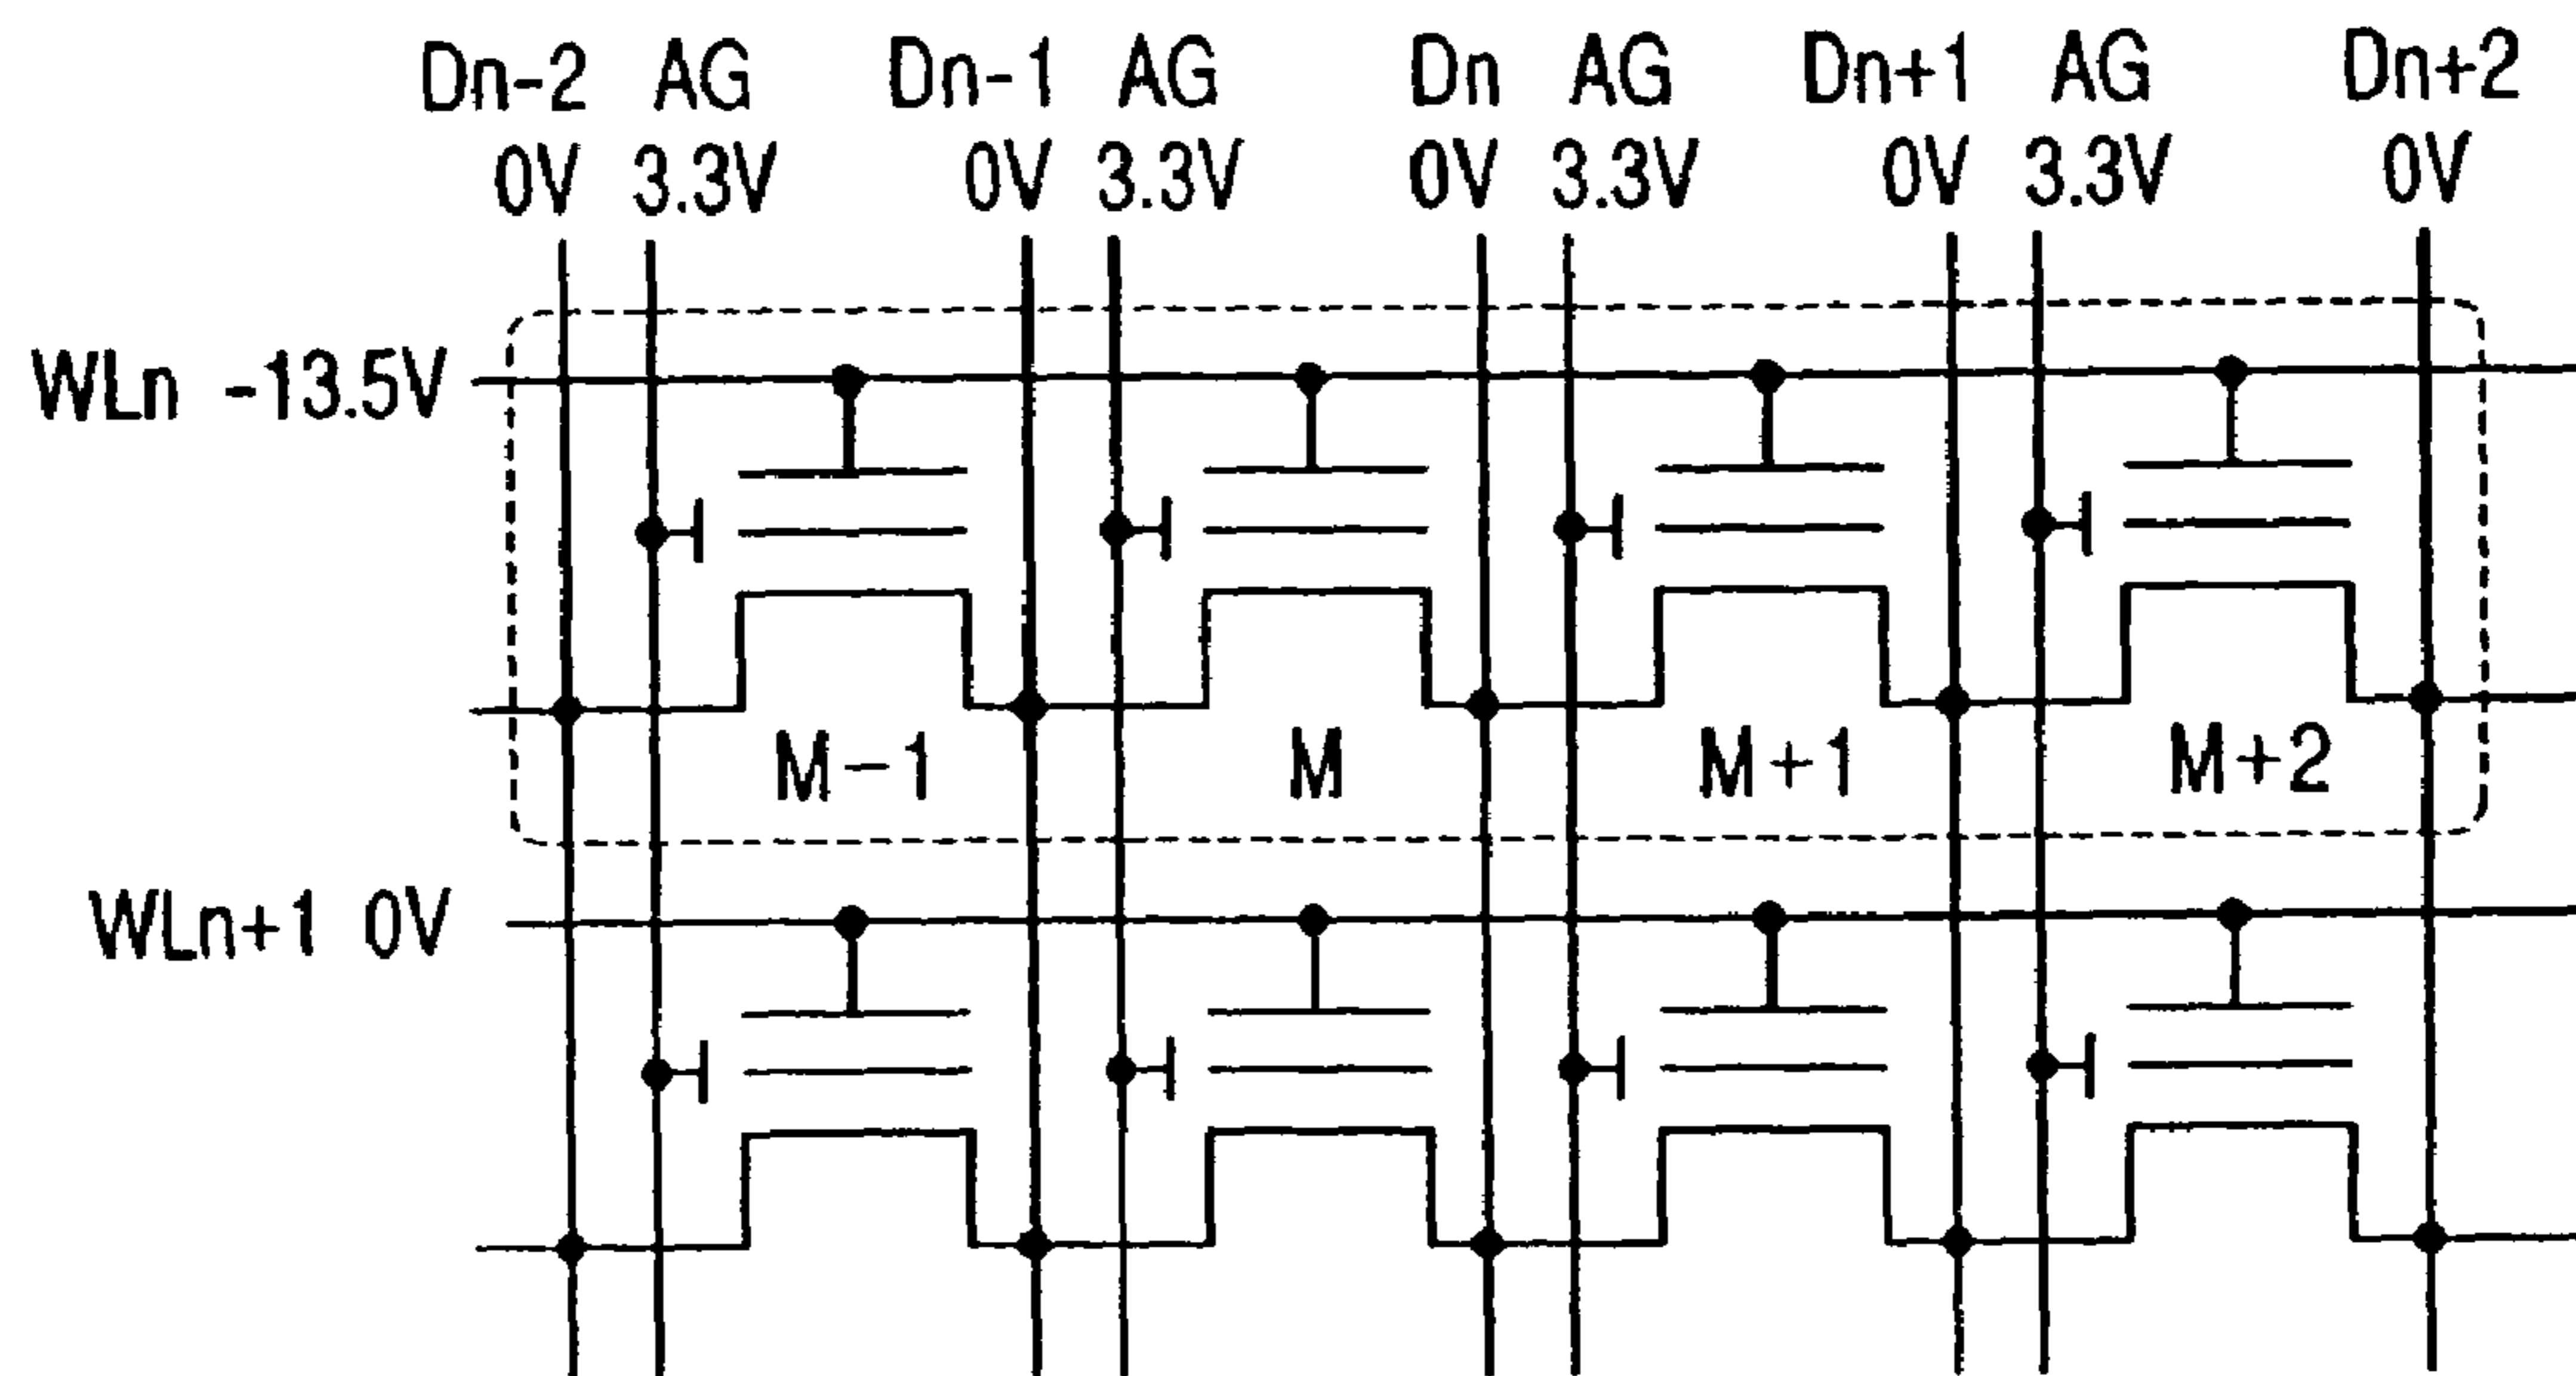 Dn-2 AG Dn-1 AG Dn AG Dn+1 AG Dn+2
0V 3.3V 0V 3.3V 0V 3.3V 0V 3.3V 0V
WLn -13.5V
M-1 M M+1 M+2
WLn+1 0V